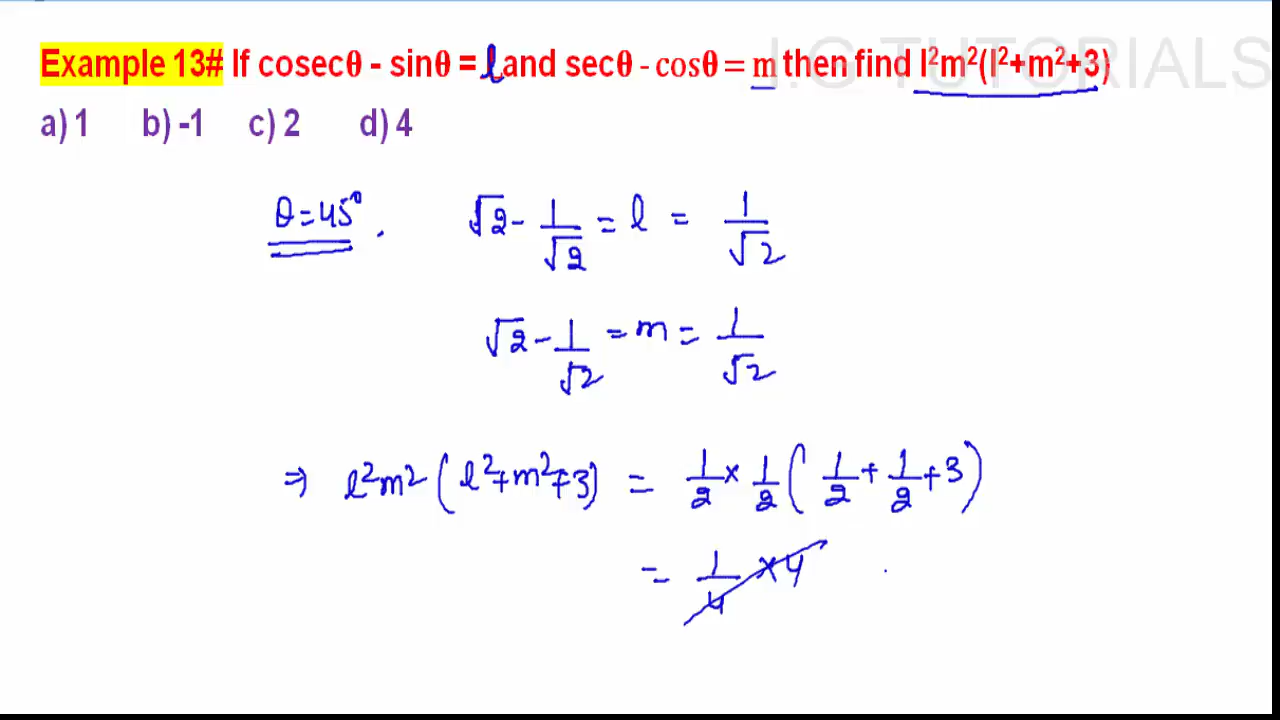 Example 13# If cosecθ - sinθ = l and secθ - cosθ = m then find l²m²(l²+m²+3)
J.G TUTORIALS
a) 1 b) -1 c) 2 d) 4
θ=45° . √2 - 1/√2 = l = 1/√2
√2 - 1/√2 = m = 1/√2
⇒ l²m² (l²+m²+3) = 1/2 × 1/2 (1/2 + 1/2 + 3)
= 1/4 × 4